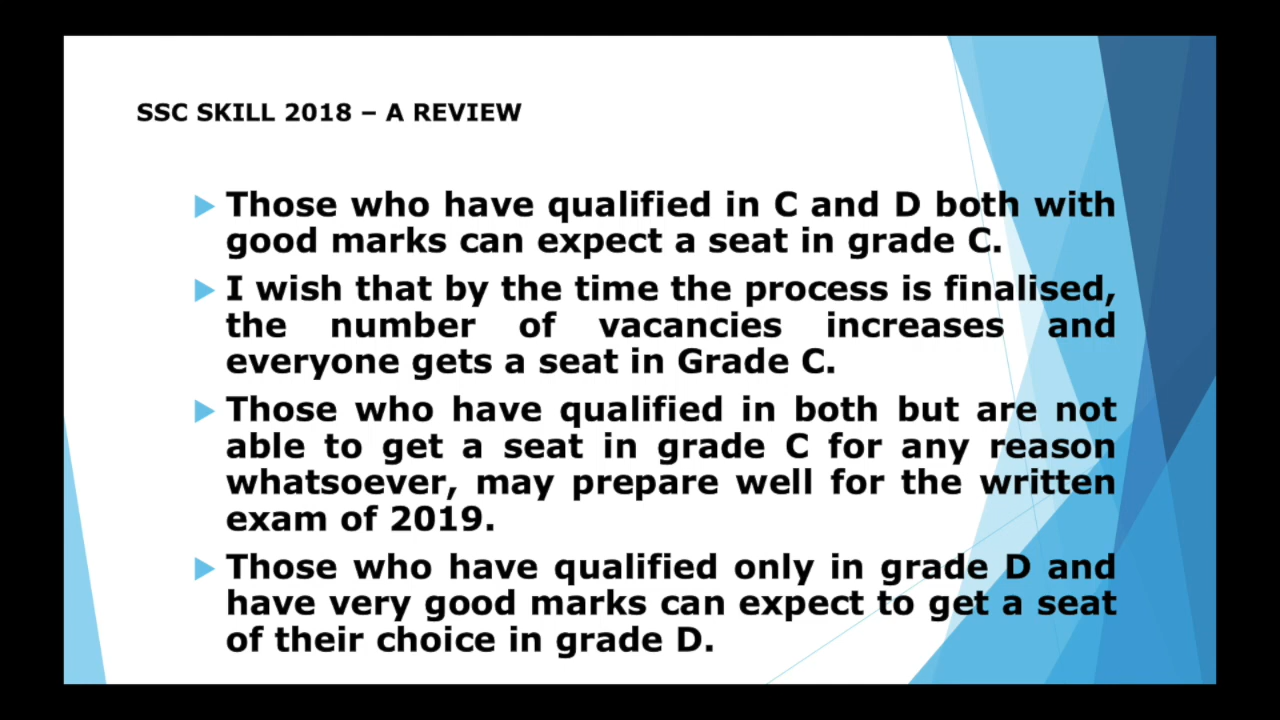 SSC SKILL 2018 – A REVIEW
Those who have qualified in C and D both with
good marks can expect a seat in grade C.
I wish that by the time the process is finalised,
the number of vacancies increases and
everyone gets a seat in Grade C.
Those who have qualified in both but are not
able to get a seat in grade C for any reason
whatsoever, may prepare well for the written
exam of 2019.
Those who have qualified only in grade D and
have very good marks can expect to get a seat
of their choice in grade D.